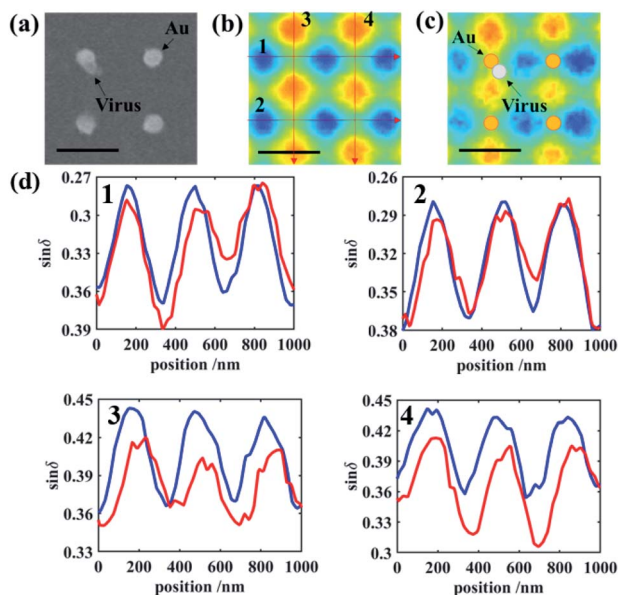 (a)
Au
Virus
(b)
3
4
1
2
(c)
Au
Virus
(d)
1
0.27
0.3
0.33
0.36
0.39
sinδ
0 200 400 600 800 1000
position /nm
2
0.26
0.29
0.32
0.35
0.38
sinδ
0 200 400 600 800 1000
position /nm
3
0.45
0.42
0.39
0.36
0.33
sinδ
0 200 400 600 800 1000
position /nm
4
0.45
0.42
0.39
0.36
0.33
0.3
sinδ
0 200 400 600 800 1000
position /nm